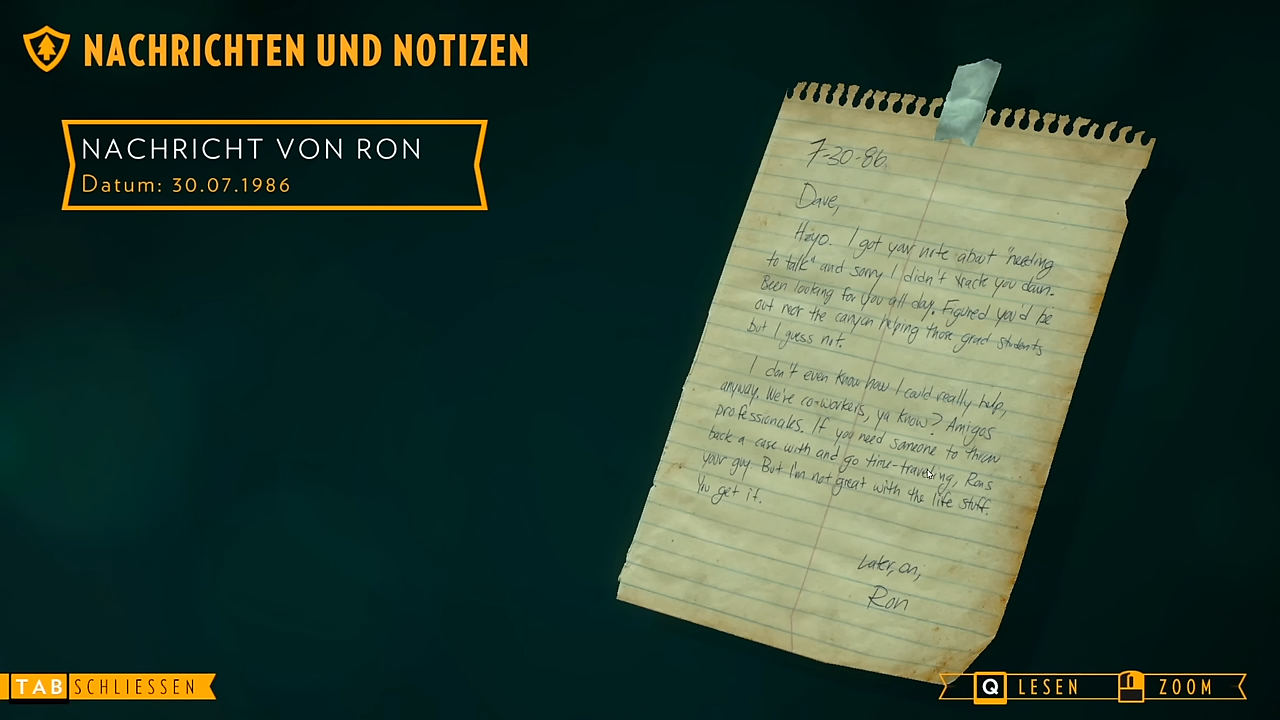 NACHRICHTEN UND NOTIZEN
NACHRICHT VON RON
Datum: 30.07.1986
7-30-86
Dave,
Heyo. I got your note about "needing
to talk" and sorry I didn't track you down.
Been looking for you all day. Figured you'd be
out near the canyon helping those grad students
but I guess not.
I don't even know how I could really help,
anyway. We're co-workers, ya know? Amigos
professionales. If you need someone to throw
back a case with and go time-traveling, Rons
your guy. But I'm not great with the life stuff.
You get it.
Later, on,
Ron
TAB SCHLIESSEN
Q LESEN ZOOM